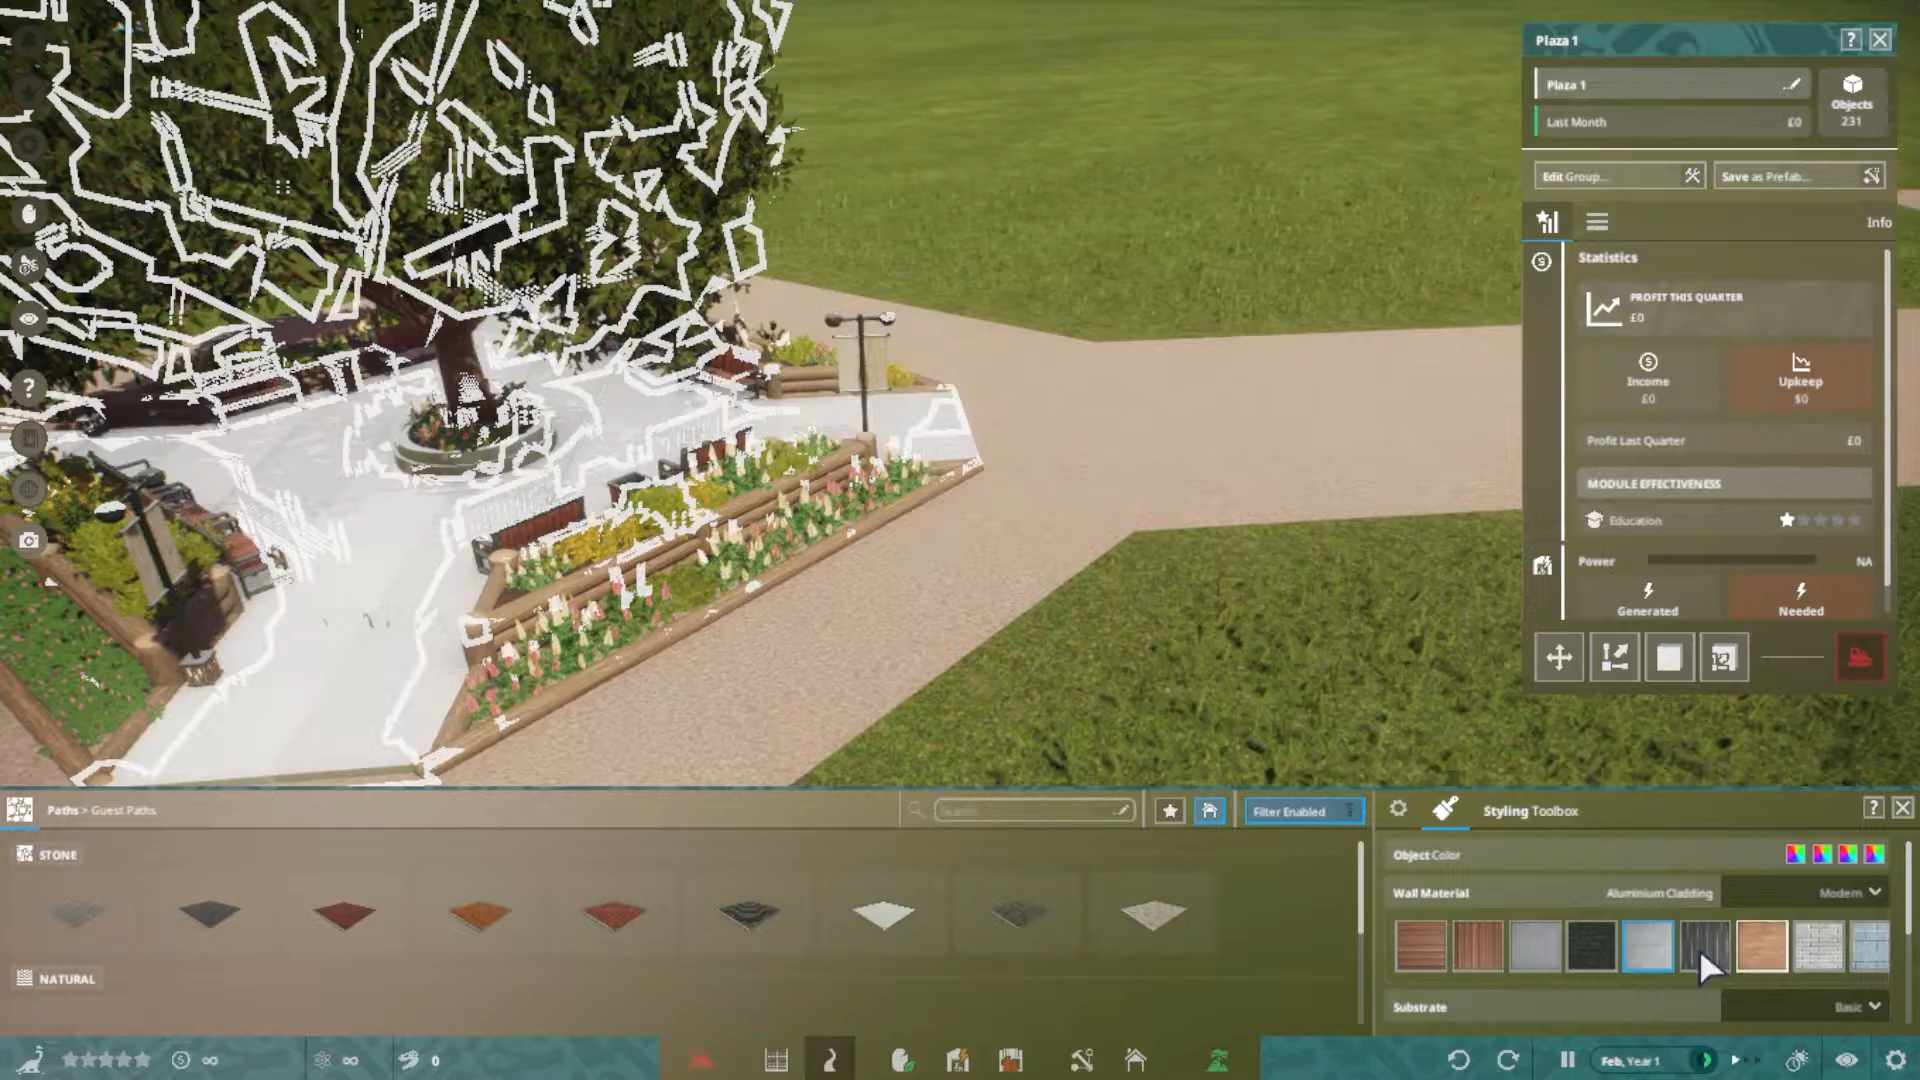 Plaza 1
?
Plaza 1
Last Month £0
Objects
231
Edit Group...
Save as Prefab...
Info
Statistics
PROFIT THIS QUARTER
£0
Income
£0
Upkeep
$0
Profit Last Quarter £0
MODULE EFFECTIVENESS
Education
Power NA
Generated
Needed
?
Paths > Guest Paths
Search
Filter Enabled
STONE
NATURAL
Styling Toolbox
?
Object Color
Wall Material Aluminium Cladding Modern
Substrate Basic
∞
∞
0
Feb, Year 1